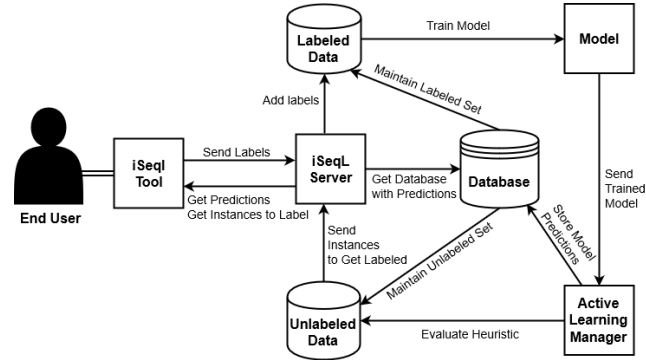 Labeled
Data
Train Model
Model
Add labels
Maintain Labeled Set
iSeql
Tool
Send Labels
iSeqL
Server
Get Database
with Predictions
Database
Get Predictions
Get Instances to Label
End User
Send
Trained
Model
Send
Instances
to Get Labeled
Maintain Unlabeled Set
Store Model
Predictions
Unlabeled
Data
Evaluate Heuristic
Active
Learning
Manager